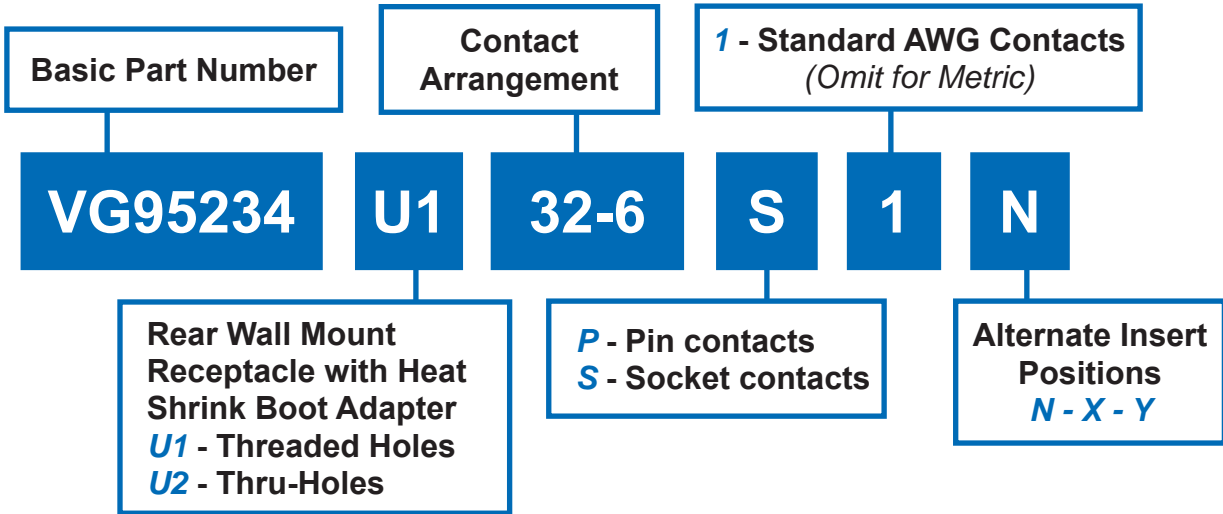 Basic Part Number
Contact
Arrangement
1 - Standard AWG Contacts
(Omit for Metric)
VG95234 U1 32-6 S 1 N
Rear Wall Mount
Receptacle with Heat
Shrink Boot Adapter
U1 - Threaded Holes
U2 - Thru-Holes
P - Pin contacts
S - Socket contacts
Alternate Insert
Positions
N - X - Y